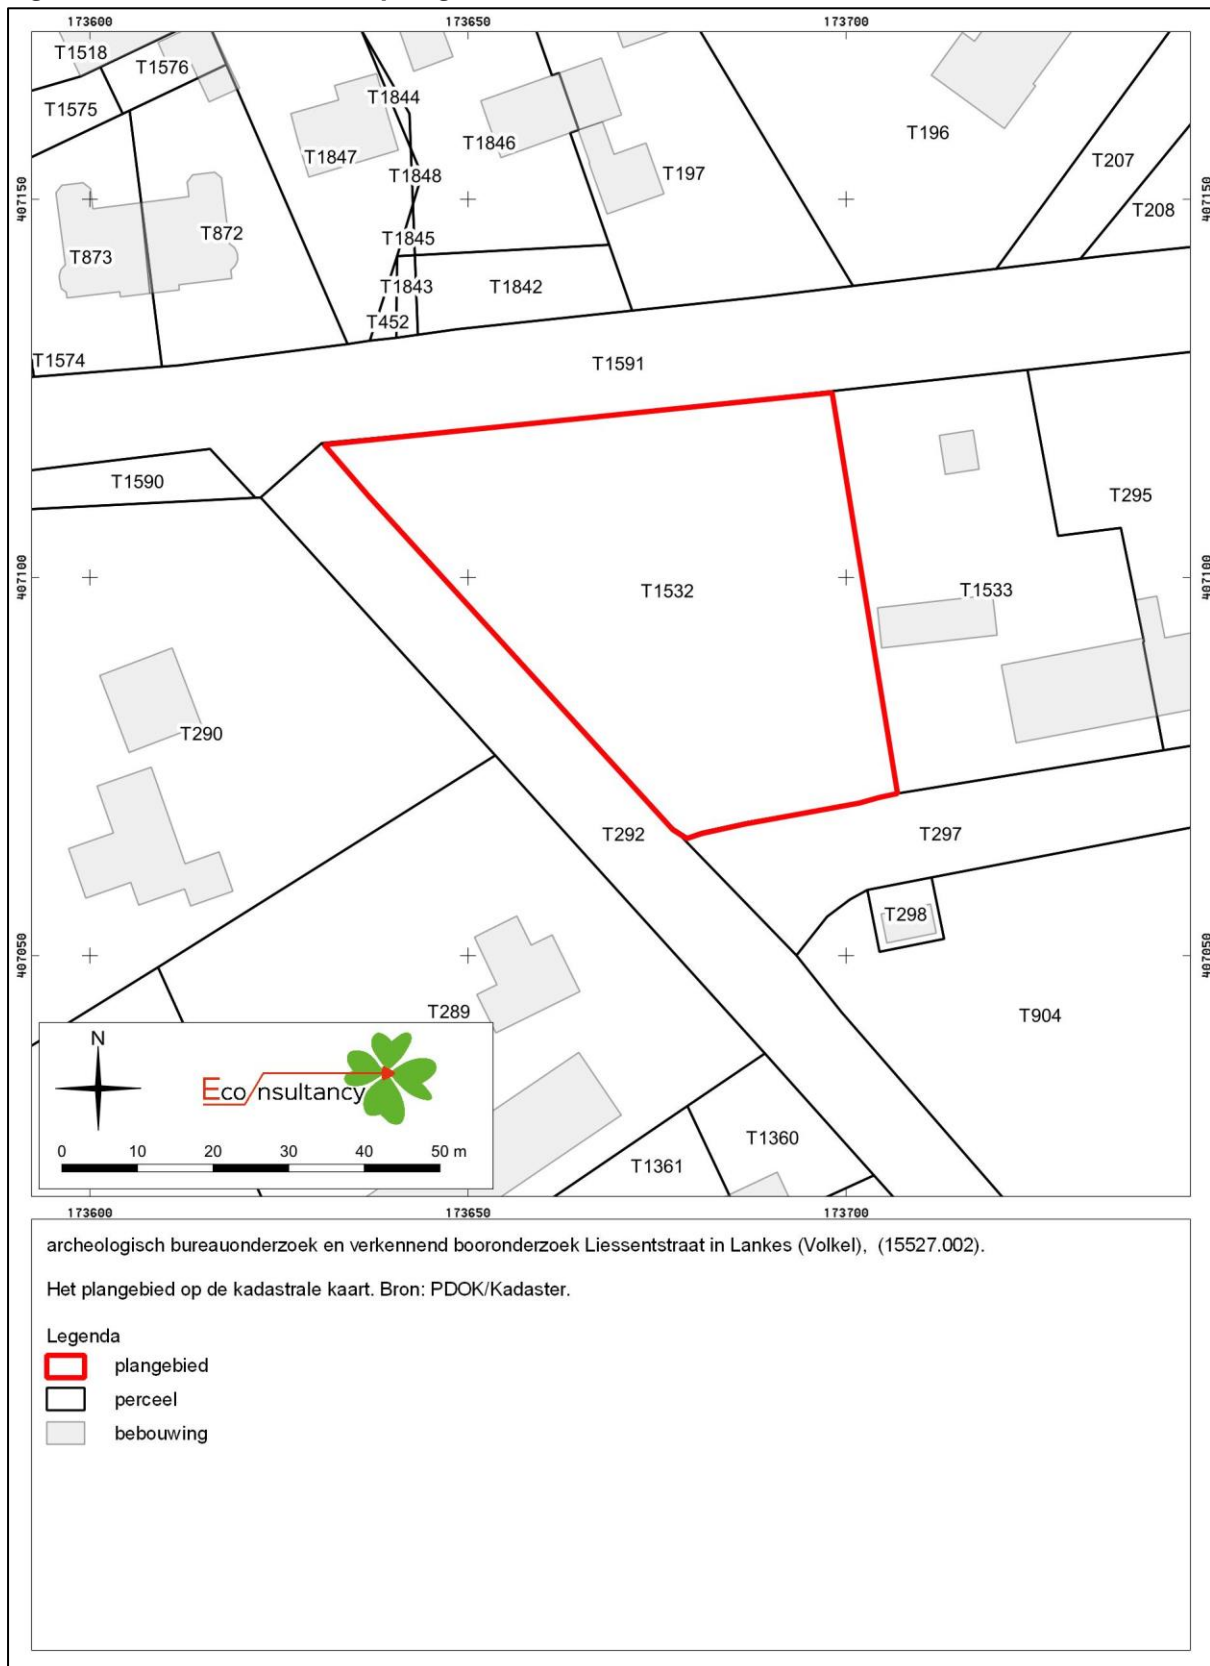 173600 173650 173700
T1518
T1576
T1575
T1844
T1847
T1846
T196
T207
T1848
T197
407150 407150
T208
T872
T873
T1845
T1843
T1842
T452
T1574
T1591
T1590
T295
407100 407100
T1532
T1533
T290
T292
T297
T298
407050 407050
T289
T904
N
Econsultancy
0 10 20 30 40 50 m
T1360
T1361
173600 173650 173700
archeologisch bureauonderzoek en verkennend booronderzoek Liessentstraat in Lankes (Volkel), (15527.002).
Het plangebied op de kadastrale kaart. Bron: PDOK/Kadaster.
Legenda
plangebied
perceel
bebouwing